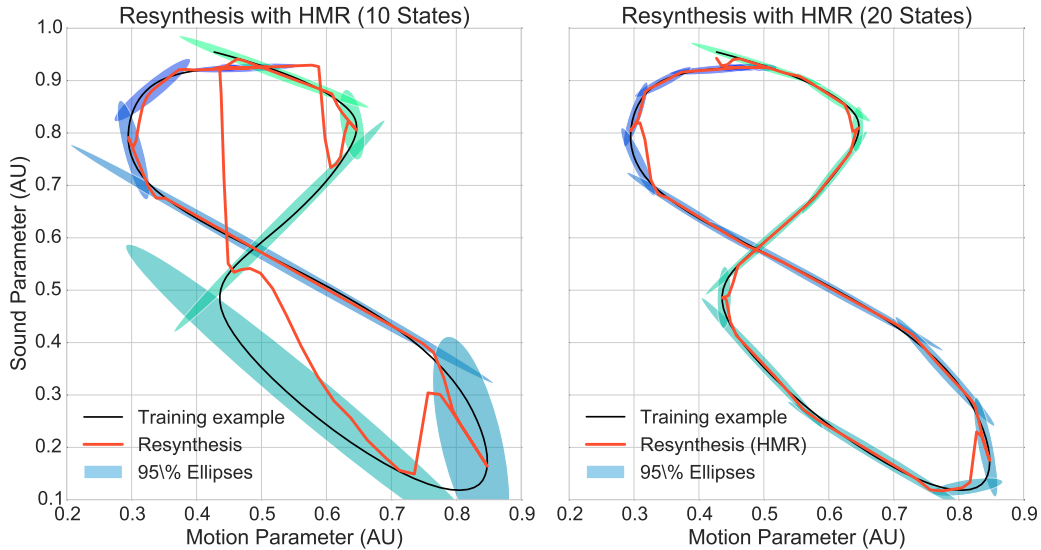 Resynthesis with HMR (10 States)
1.0
0.9
0.8
0.7
0.6
0.5
0.4
0.3
0.2
0.1
Sound Parameter (AU)
Training example
Resynthesis
95\% Ellipses
0.2 0.3 0.4 0.5 0.6 0.7 0.8 0.9
Motion Parameter (AU)
Resynthesis with HMR (20 States)
Training example
Resynthesis (HMR)
95\% Ellipses
0.2 0.3 0.4 0.5 0.6 0.7 0.8 0.9
Motion Parameter (AU)